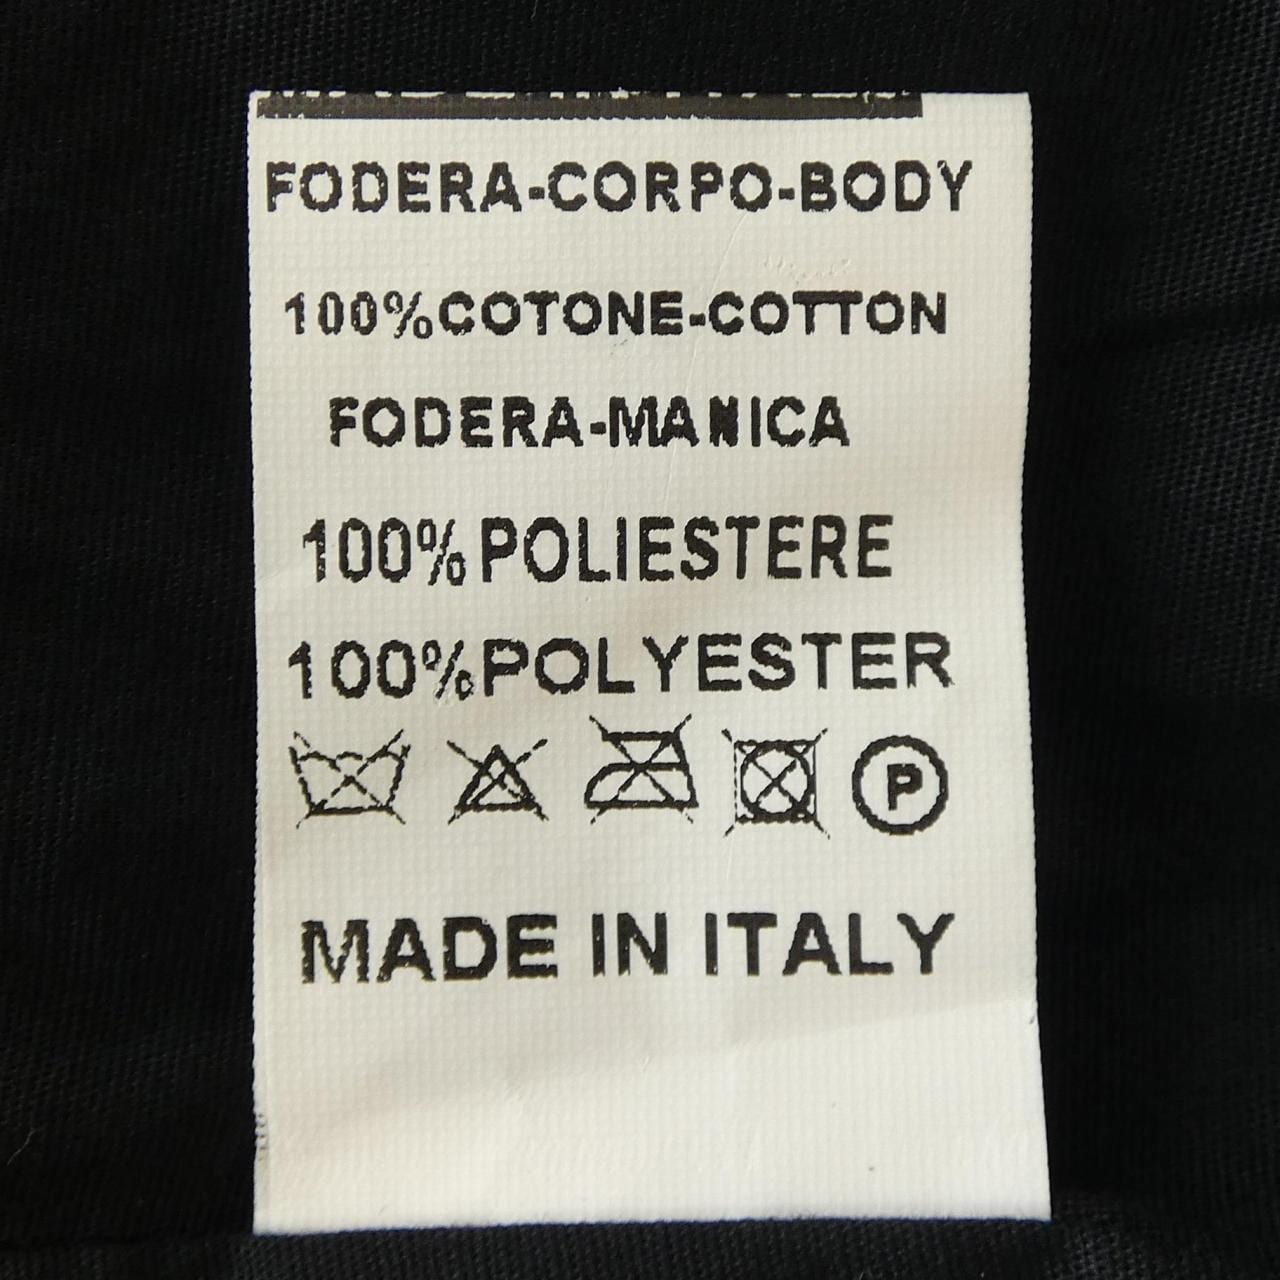 FODERA-CORPO-BODY
100%COTONE-COTTON
FODERA-MANICA
100%POLIESTERE
100%POLYESTER
P
MADE IN ITALY